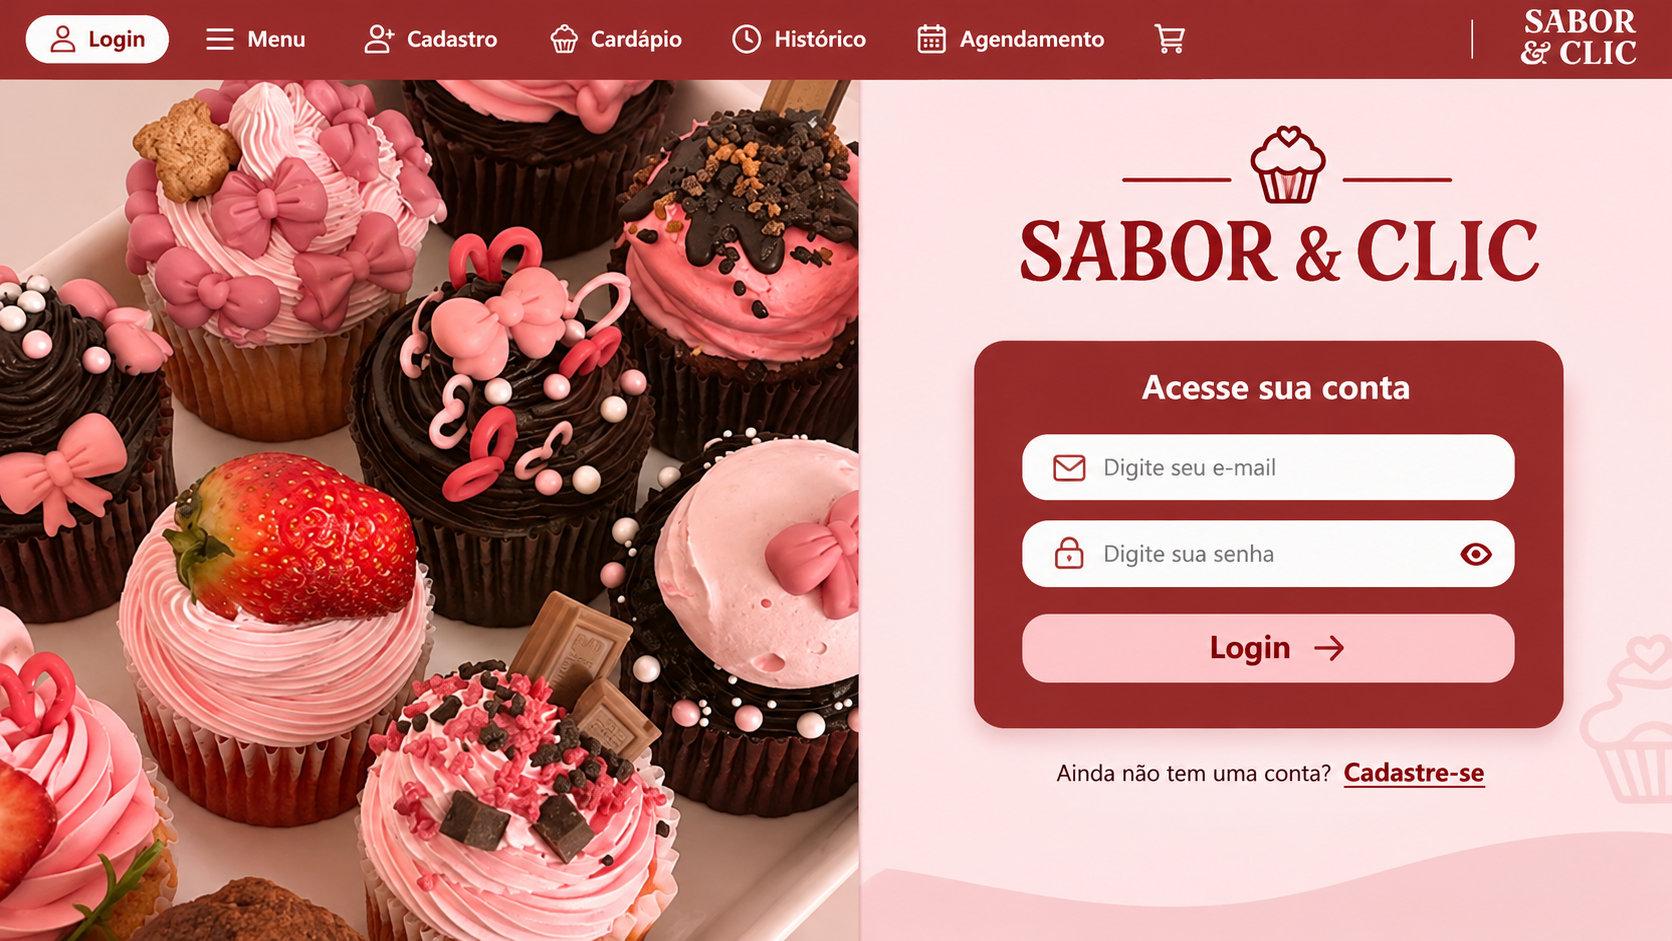 Login
Menu
Cadastro
Cardápio
Histórico
Agendamento
SABOR
& CLIC
SABOR & CLIC
Acesse sua conta
Digite seu e-mail
Digite sua senha
Login
Ainda não tem uma conta? Cadastre-se